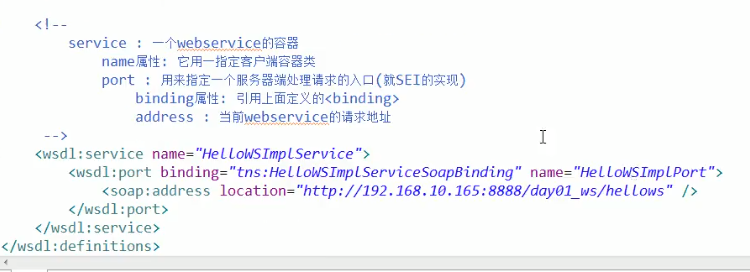 <!--
service : 一个webservice的容器
name属性: 它用一指定客户端容器类
port : 用来指定一个服务器端处理请求的入口(就SEI的实现)
binding属性: 引用上面定义的<binding>
address : 当前webservice的请求地址
-->
<wsdl:service name="HelloWSImplService">
<wsdl:port binding="tns:HelloWSImplServiceSoapBinding" name="HelloWSImplPort">
<soap:address location="http://192.168.10.165:8888/day01_ws/hellows" />
</wsdl:port>
</wsdl:service>
</wsdl:definitions>